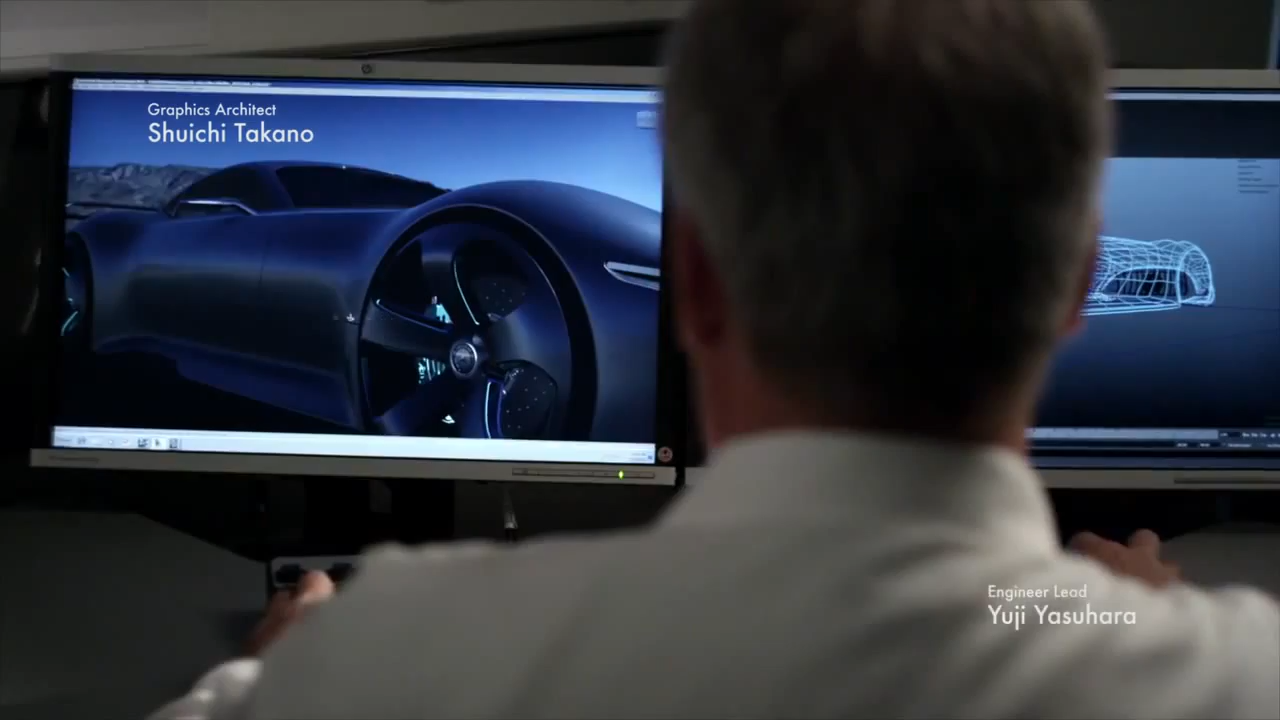 Graphics Architect
Shuichi Takano
Engineer Lead
Yuji Yasuhara